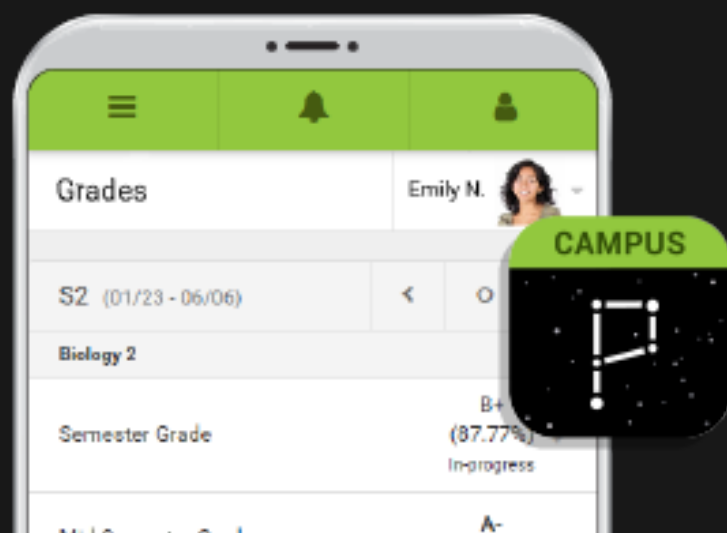 Grades
Emily N.
CAMPUS
S2 (01/23 - 06/06)
Biology 2
B+
Semester Grade
(87.77%)
In-progress
A-